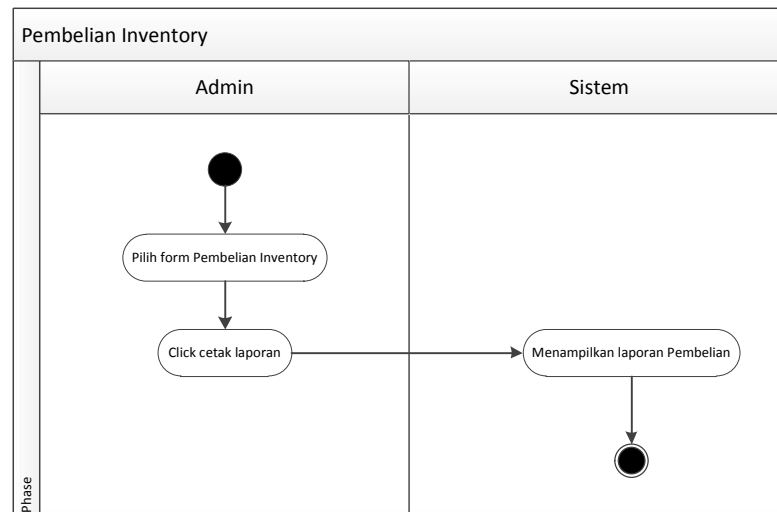 Pembelian Inventory
Admin
Sistem
Pilih form Pembelian Inventory
Click cetak laporan
Menampilkan laporan Pembelian
Phase